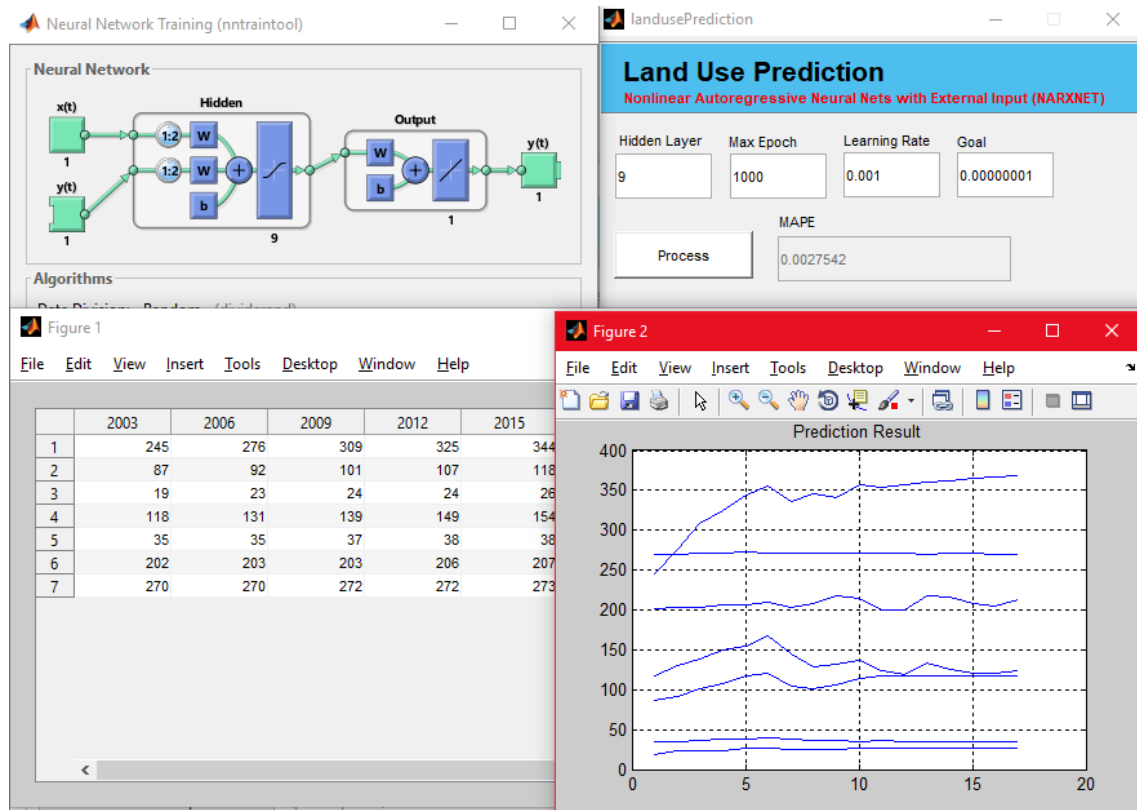 Neural Network Training (nntraintool)
Neural Network
x(t)
1
y(t)
1
Hidden
1:2
W
1:2
W
b
9
Output
W
b
1
y(t)
1
Algorithms
landusePrediction
Land Use Prediction
Nonlinear Autoregressive Neural Nets with External Input (NARXNET)
Hidden Layer Max Epoch Learning Rate Goal
9 1000 0.001 0.00000001
MAPE
Process 0.0027542
Figure 1
File Edit View Insert Tools Desktop Window Help
2003 2006 2009 2012 2015
1 245 276 309 325 344
2 87 92 101 107 118
3 19 23 24 24 26
4 118 131 139 149 154
5 35 35 37 38 38
6 202 203 203 206 207
7 270 270 272 272 273
Figure 2
File Edit View Insert Tools Desktop Window Help
Prediction Result
400
350
300
250
200
150
100
50
0
0 5 10 15 20